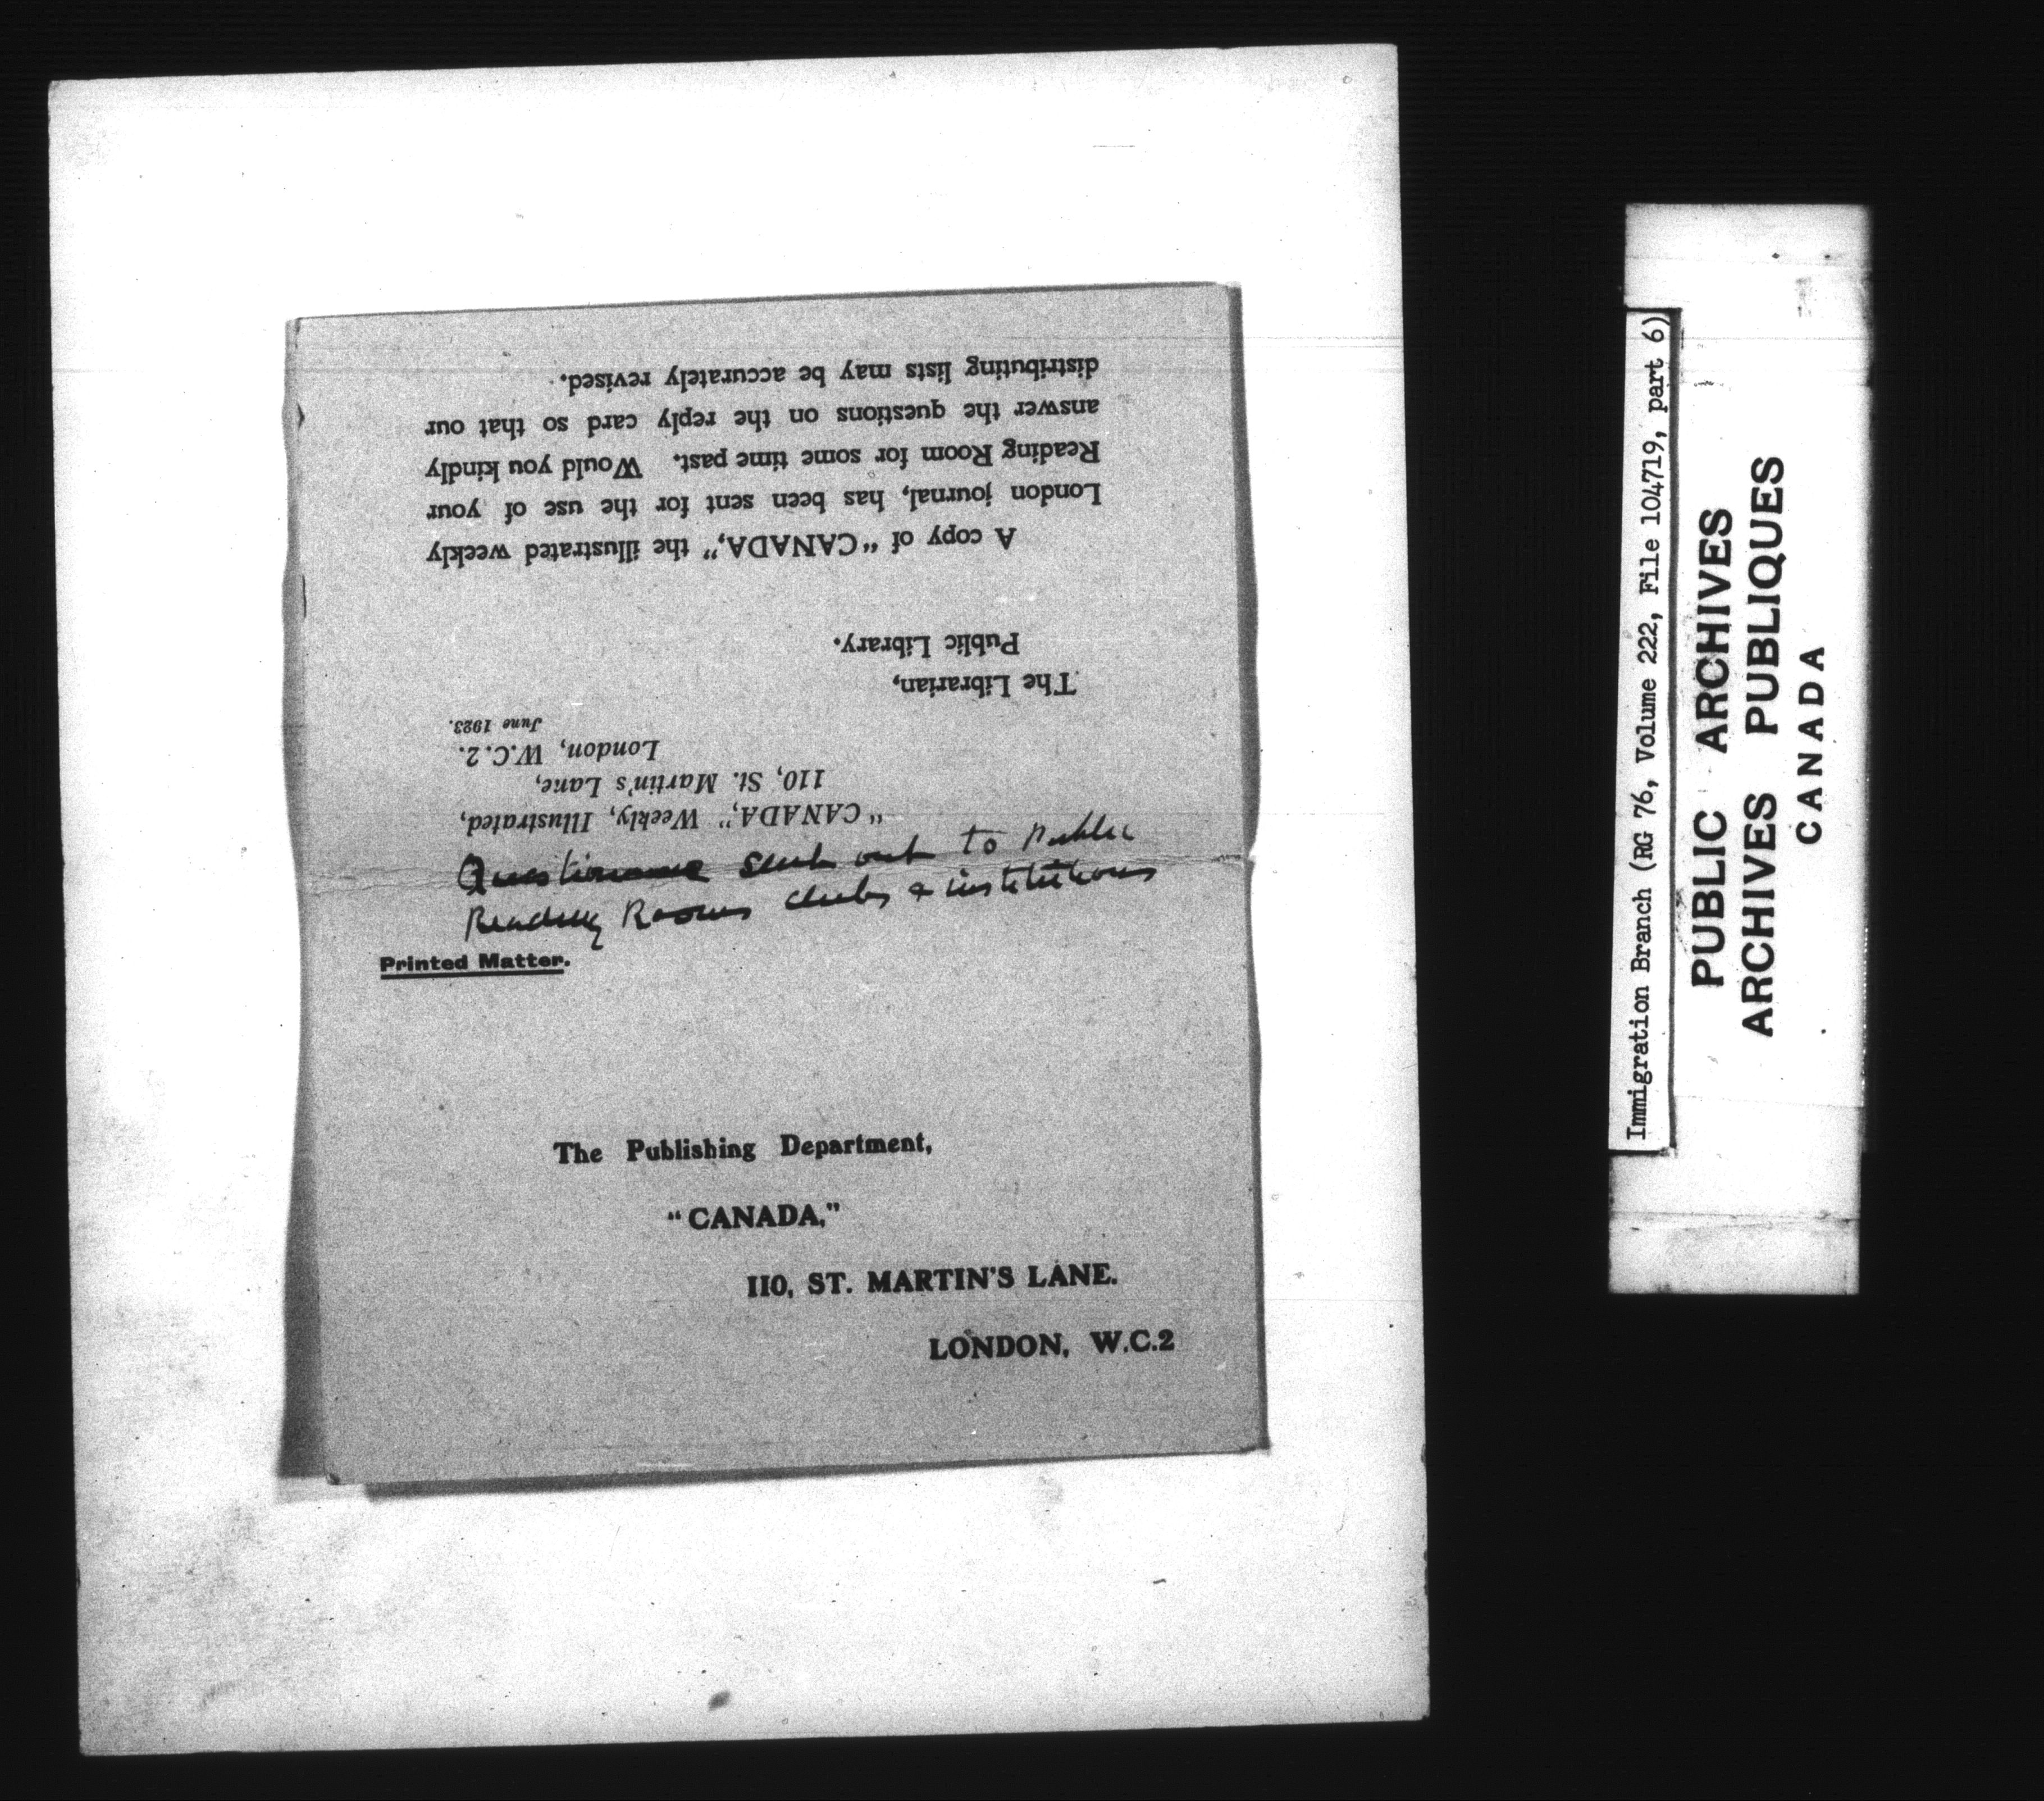 "CANADA," Weekly, Illustrated,
110, St. Martin's Lane,
London, W.C.2.
June 1923.
The Librarian,
Public Library.
A copy of "CANADA," the illustrated weekly
London journal, has been sent for the use of your
Reading Room for some time past. Would you kindly
answer the questions on the reply card so that our
distributing lists may be accurately revised.
Questionnaire sent out to Public
Reading Rooms clubs & institutions
Printed Matter.
The Publishing Department,
"CANADA,"
110, ST. MARTIN'S LANE.
LONDON, W.C.2
Immigration Branch (RG 76, Volume 222, File 104719, part 6)
PUBLIC ARCHIVES
ARCHIVES PUBLIQUES
CANADA